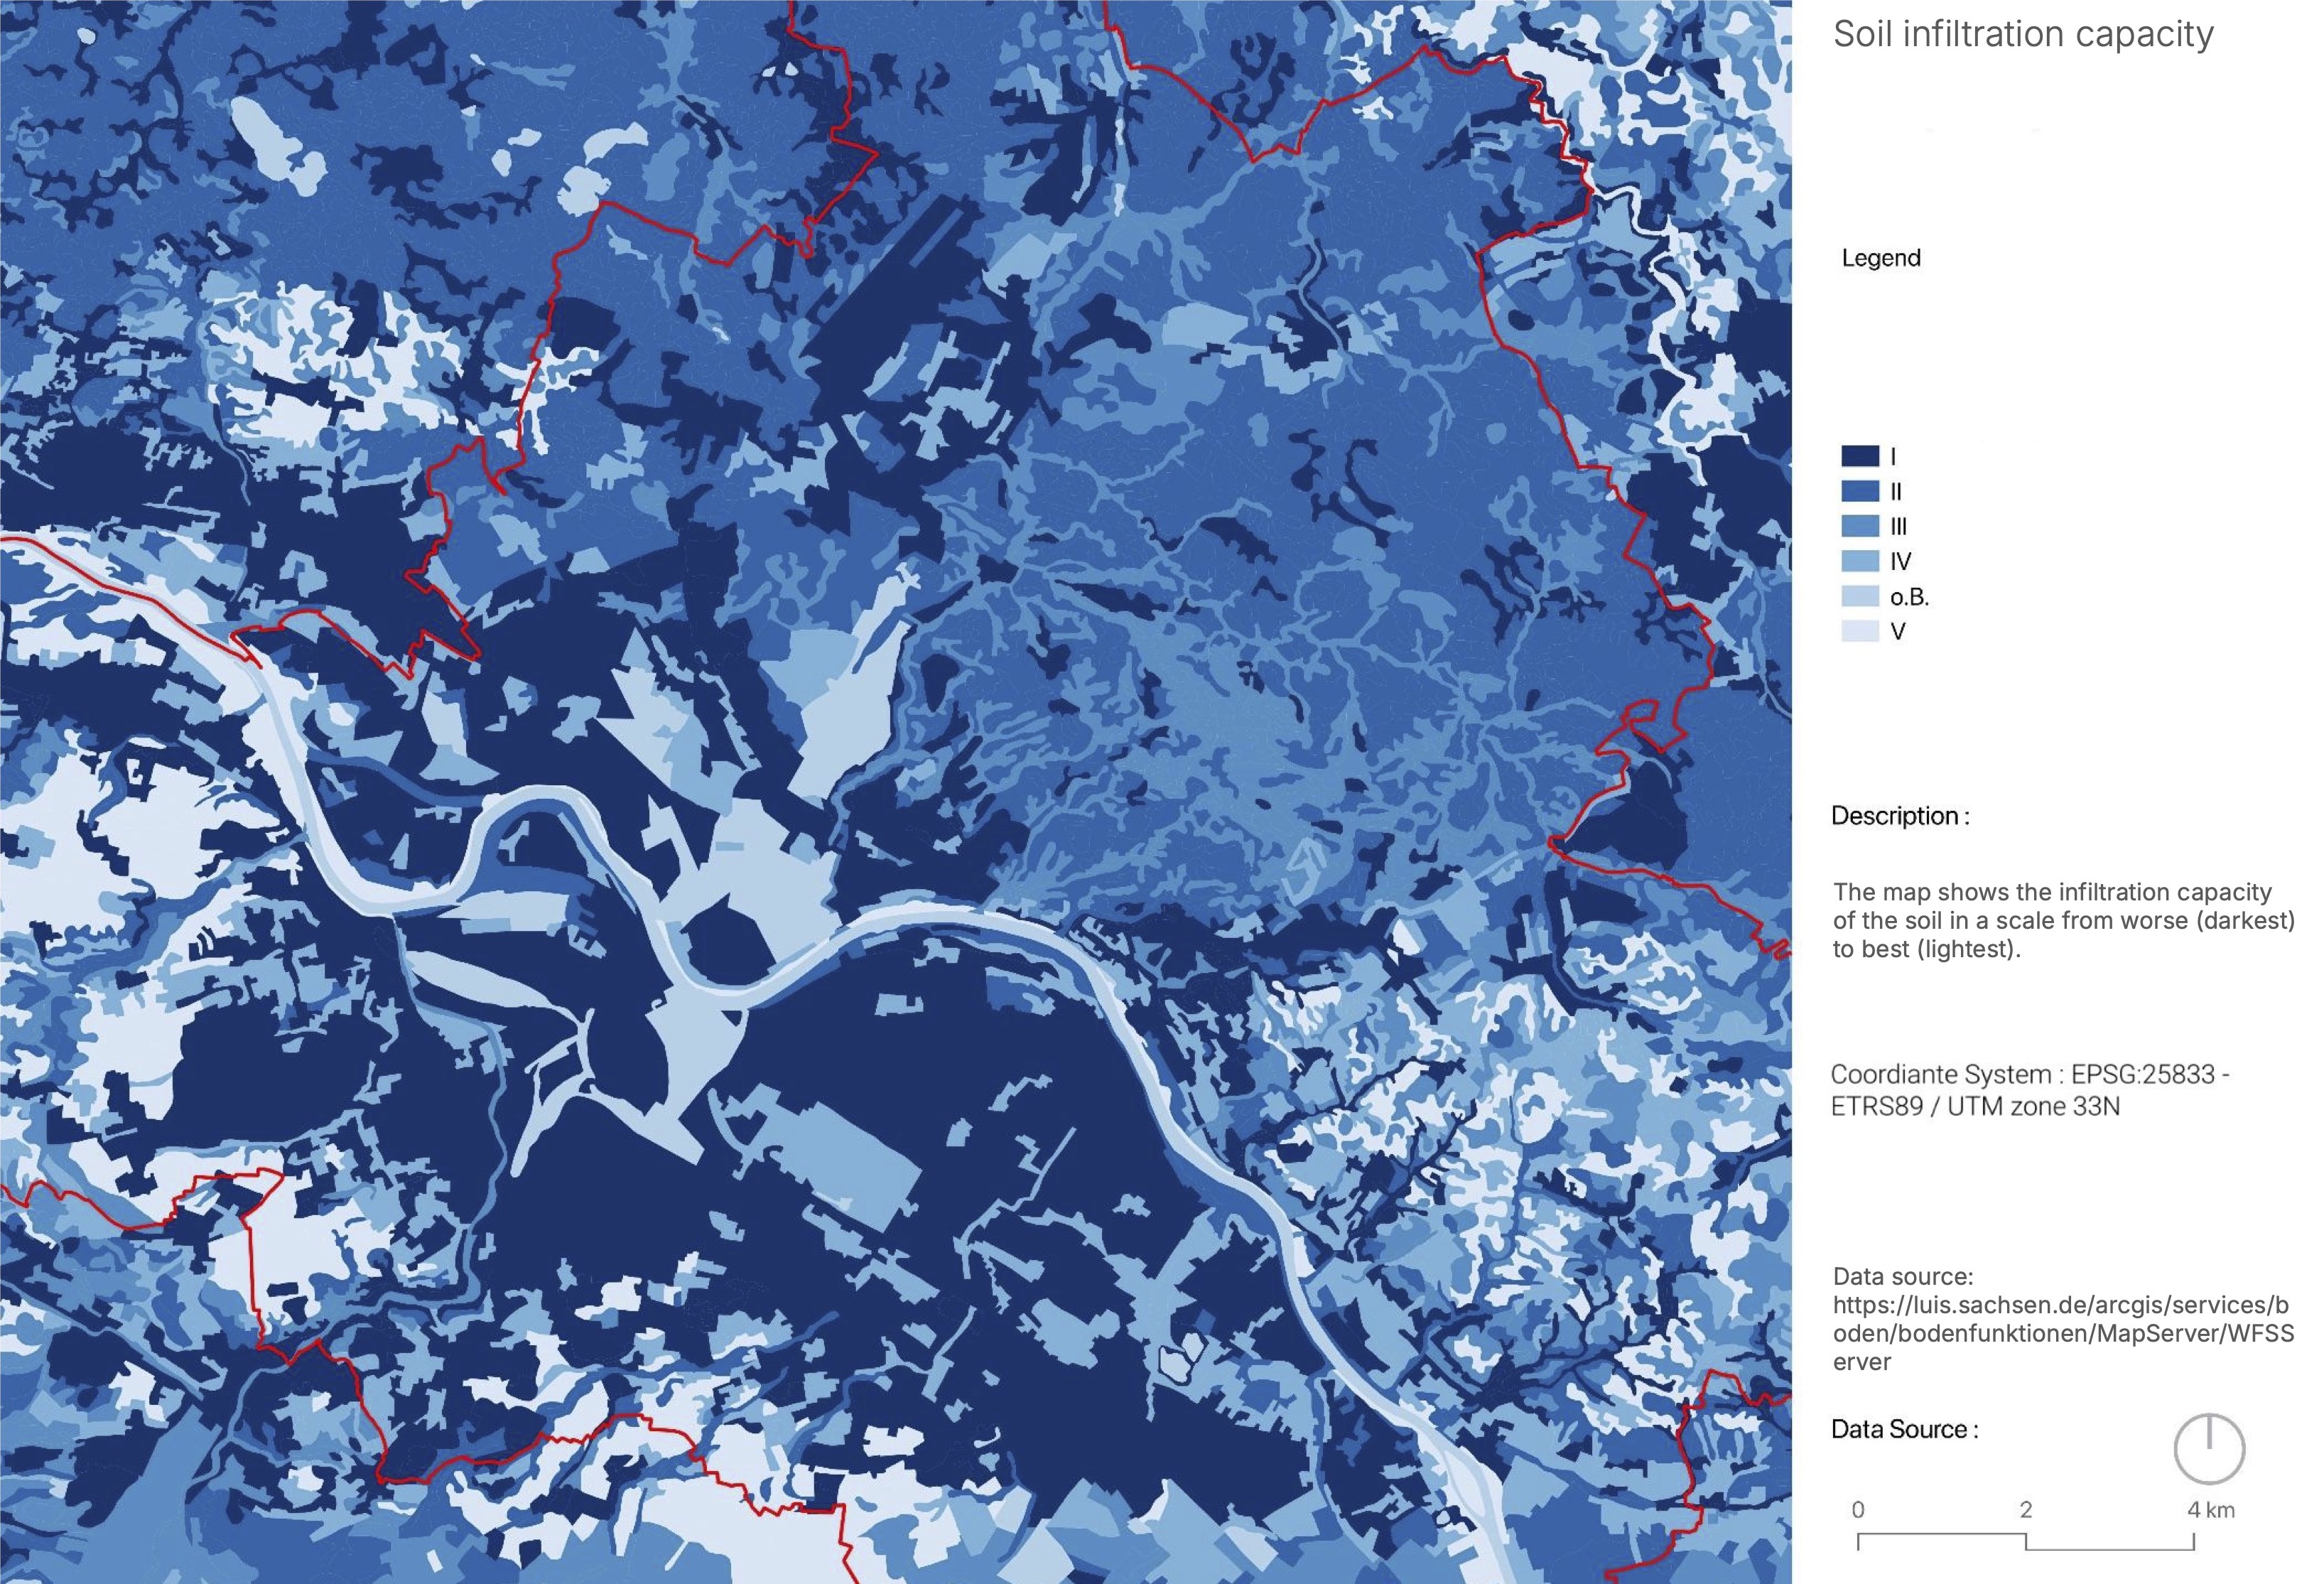 Soil infiltration capacity
Legend
I
II
III
IV
o.B.
V
Description :
The map shows the infiltration capacity
of the soil in a scale from worse (darkest)
to best (lightest).
Coordiante System : EPSG:25833 -
ETRS89 / UTM zone 33N
Data source:
https://luis.sachsen.de/arcgis/services/b
oden/bodenfunktionen/MapServer/WFSS
erver
Data Source :
0 2 4 km